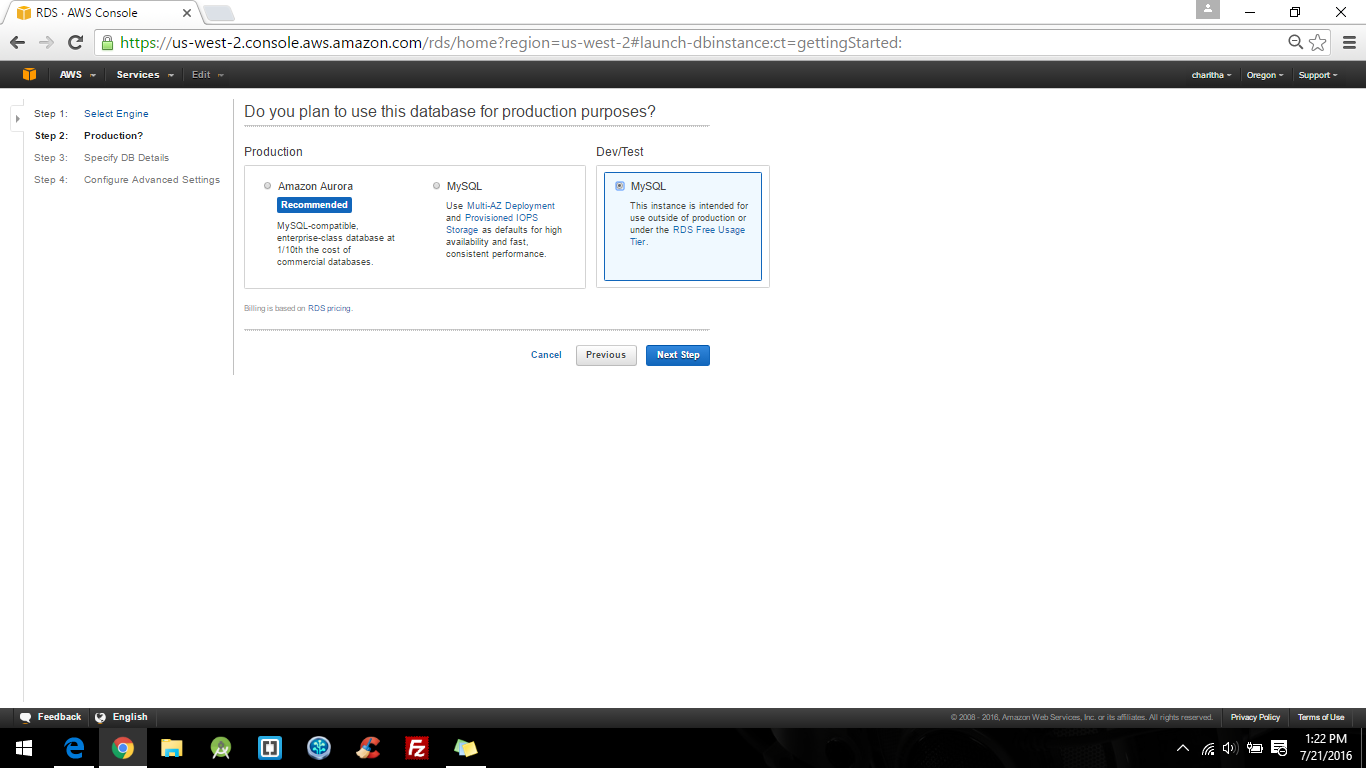 RDS · AWS Console
https://us-west-2.console.aws.amazon.com/rds/home?region=us-west-2#launch-dbinstance:ct=gettingStarted:
AWS Services Edit charitha Oregon Support
Step 1: Select Engine
Step 2: Production?
Step 3: Specify DB Details
Step 4: Configure Advanced Settings
Do you plan to use this database for production purposes?
Production
Amazon Aurora
Recommended
MySQL-compatible,
enterprise-class database at
1/10th the cost of
commercial databases.
MySQL
Use Multi-AZ Deployment
and Provisioned IOPS
Storage as defaults for high
availability and fast,
consistent performance.
Dev/Test
MySQL
This instance is intended for
use outside of production or
under the RDS Free Usage
Tier.
Billing is based on RDS pricing.
Cancel Previous Next Step
Feedback English © 2008 - 2016, Amazon Web Services, Inc. or its affiliates. All rights reserved. Privacy Policy Terms of Use
1:22 PM
7/21/2016